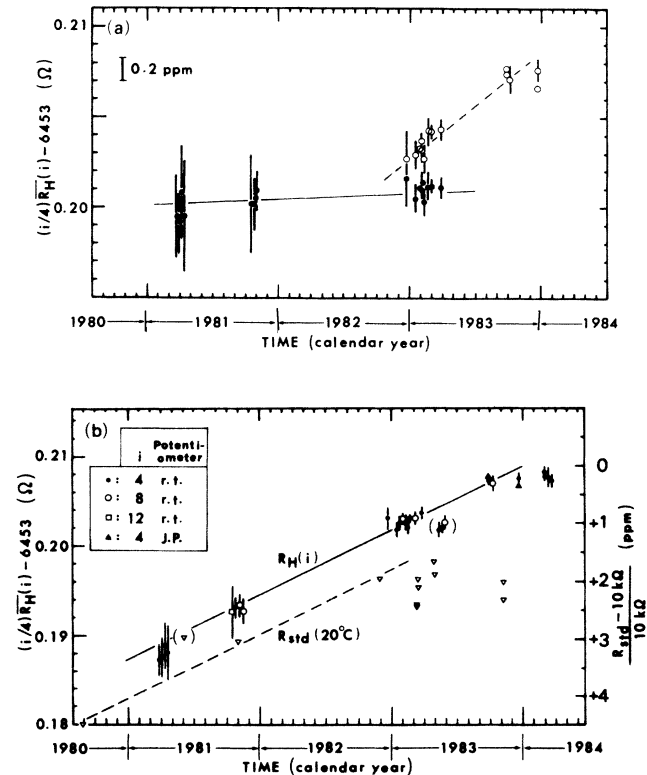 (a)
0.21
0.2 ppm
0.20
(i/4)R̅H̅(i)−6453 (Ω)
1980 1981 1982 1983 1984
TIME (calendar year)
(b)
i Potenti-ometer
•: 4 r.t.
○: 8 r.t.
□: 12 r.t.
▲: 4 J.P.
0.21
0.20
0.19
0.18
(i/4)R̅H̅(i)−6453 (Ω)
RH(i)
Rstd (20°C)
( )
( )
0
+1
+2
+3
+4
Rstd−10kΩ
10 kΩ
(ppm)
1980 1981 1982 1983 1984
TIME (calendar year)